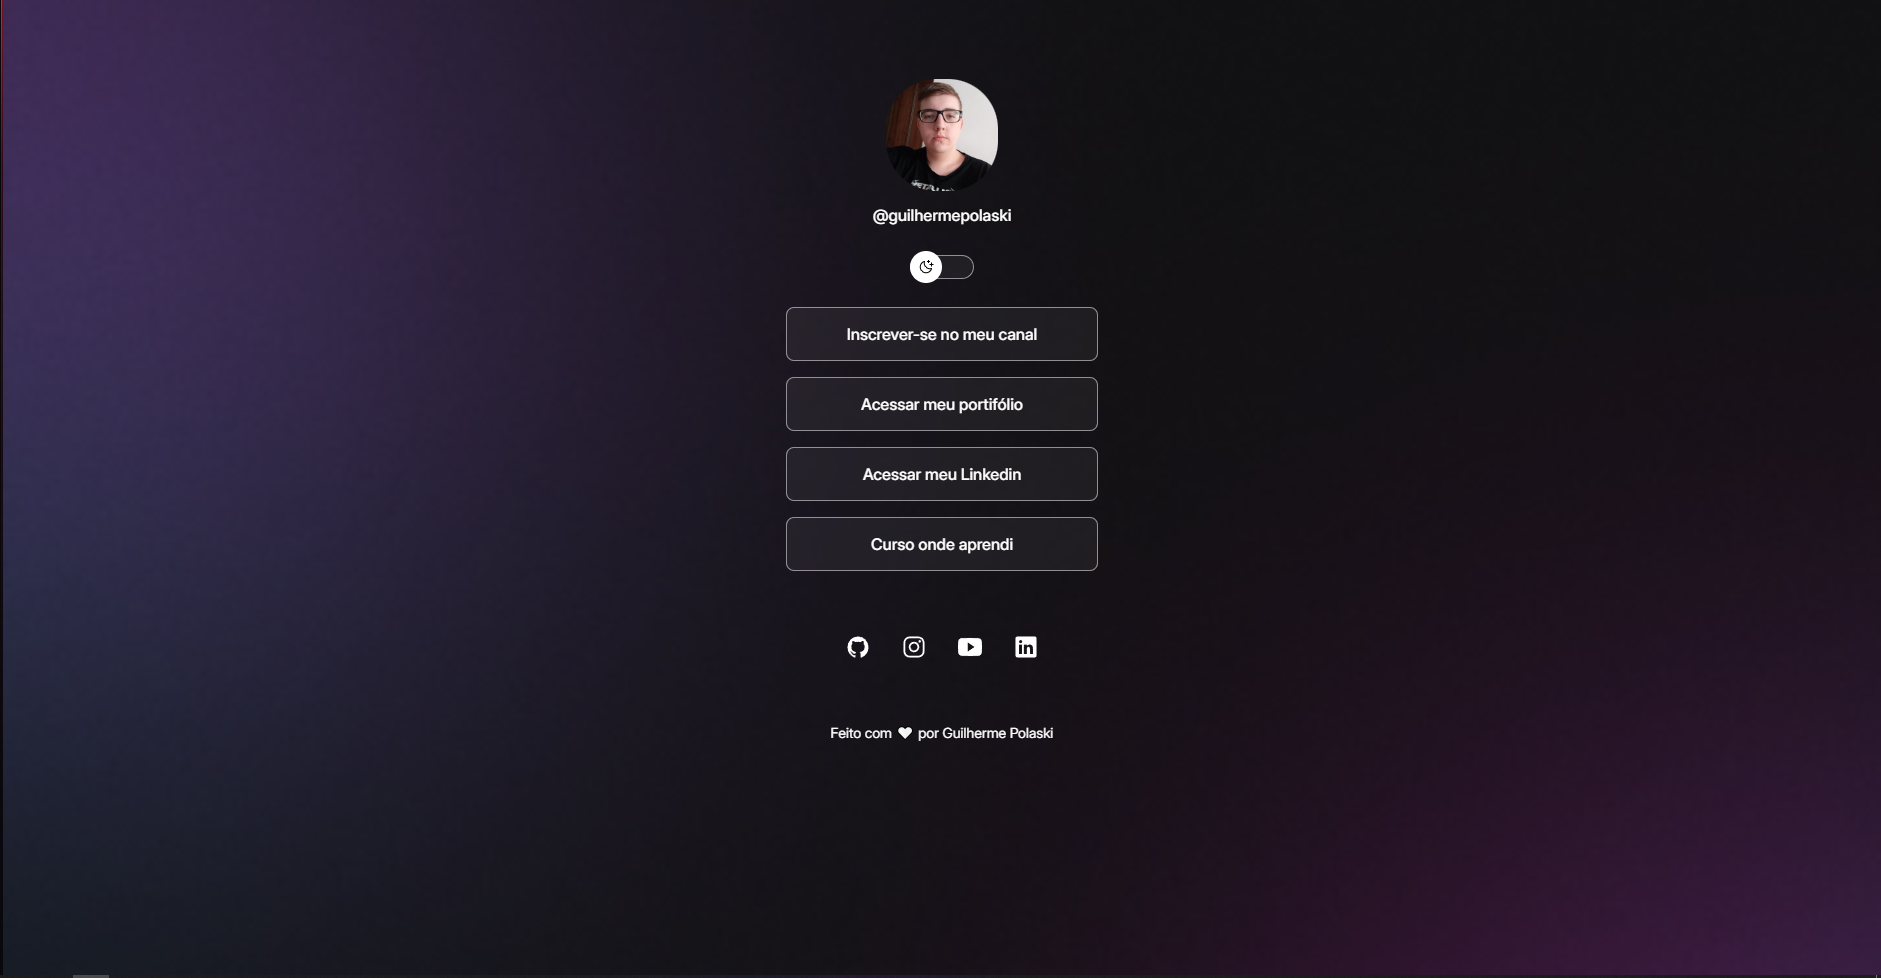 @guilhermepolaski
Inscrever-se no meu canal
Acessar meu portifólio
Acessar meu Linkedin
Curso onde aprendi
in
Feito com ♥ por Guilherme Polaski